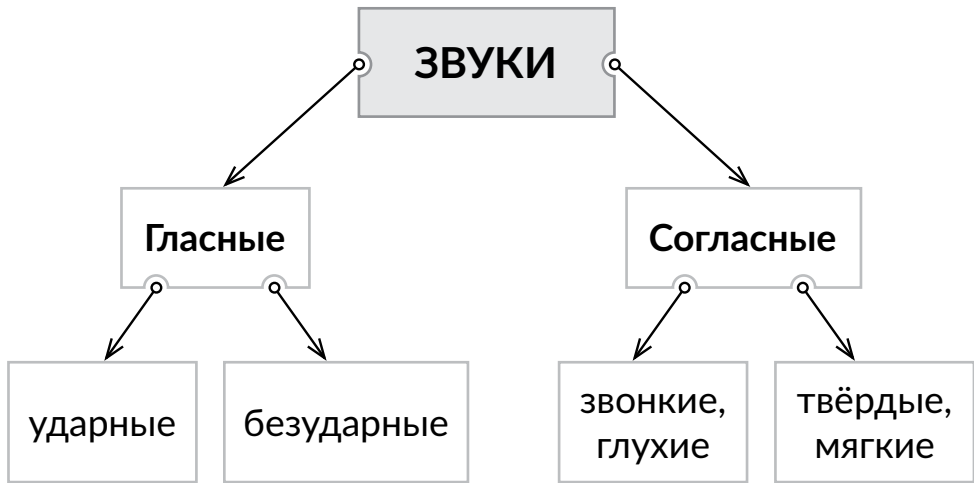 ЗВУКИ
Гласные
Согласные
ударные
безударные
звонкие,
глухие
твёрдые,
мягкие